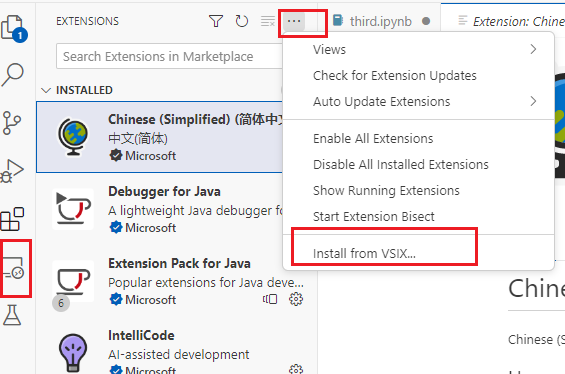 1
EXTENSIONS
third.ipynb
Extension: Chine
Search Extensions in Marketplace
INSTALLED
Chinese (Simplified) (简体中文
中文(简体)
Microsoft
Debugger for Java
A lightweight Java debugger fo
Microsoft
Extension Pack for Java
Popular extensions for Java deve...
Microsoft
6
IntelliCode
AI-assisted development
Microsoft
Views
Check for Extension Updates
Auto Update Extensions
Enable All Extensions
Disable All Installed Extensions
Show Running Extensions
Start Extension Bisect
Install from VSIX...
Chine
Chinese (S